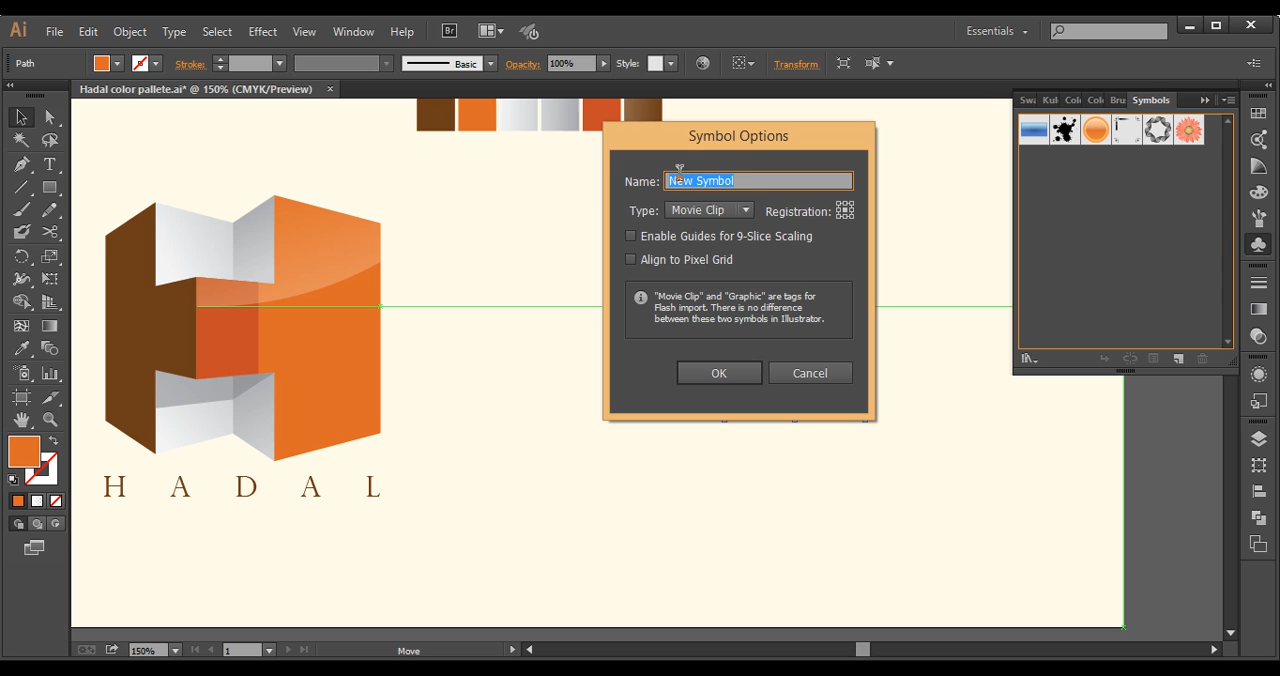 Ai File Edit Object Type Select Effect View Window Help Br Essentials
Path Stroke: Basic Opacity: 100% Style: Transform
Hadal color pallete.ai* @ 150% (CMYK/Preview) ×
Swa Kul Col Col Bru Symbols
Symbol Options
Name: New Symbol
Type: Movie Clip Registration:
Enable Guides for 9-Slice Scaling
Align to Pixel Grid
"Movie Clip" and "Graphic" are tags for
Flash import. There is no difference
between these two symbols in Illustrator.
OK Cancel
H A D A L
150% 1 Move